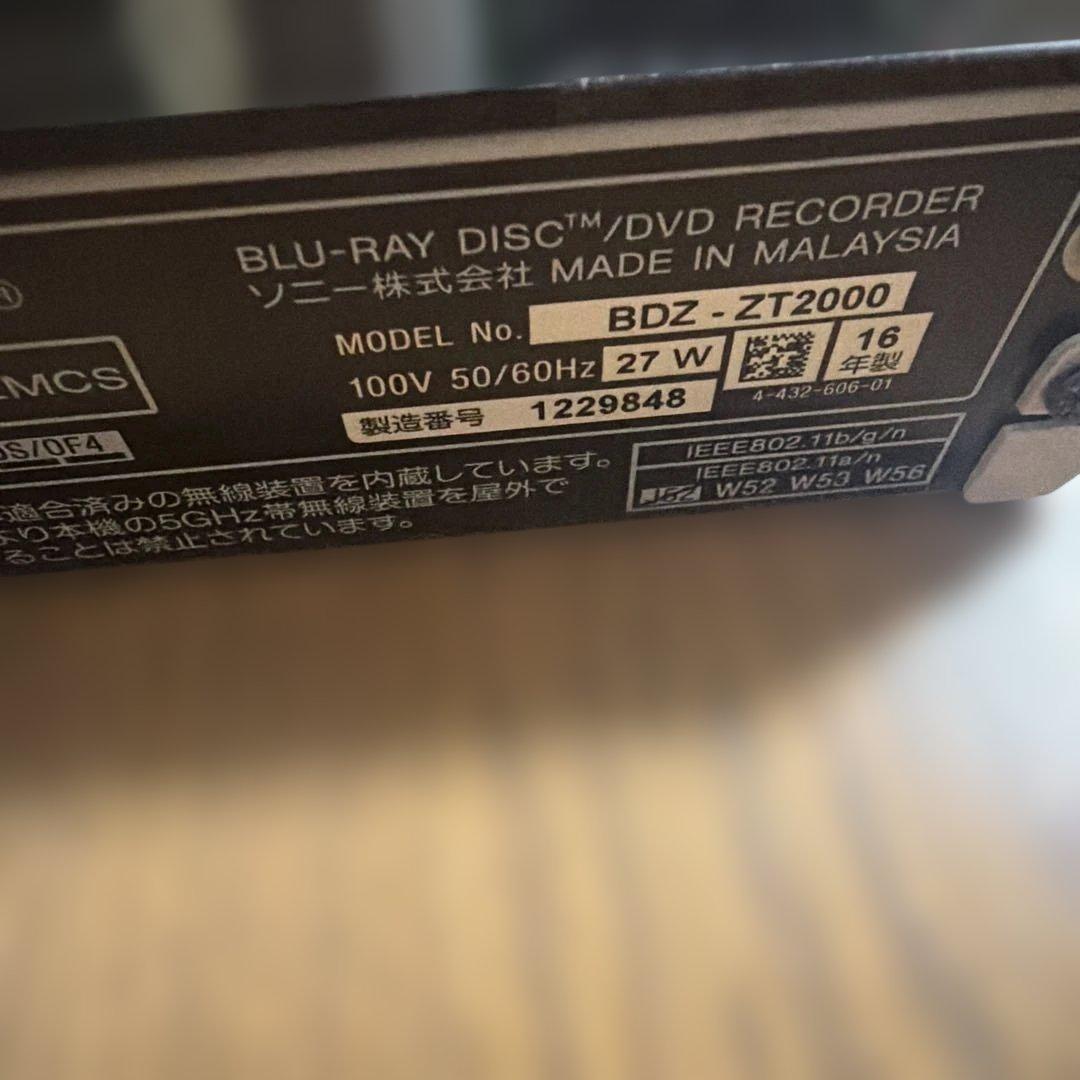 BLU-RAY DISC™/DVD RECORDER
ソニー株式会社 MADE IN MALAYSIA
MODEL No. BDZ - ZT2000
100V 50/60Hz 27 W
16
年製
製造番号 1229848
4-432-606-01
EMCS
S/OF4
適合済みの無線装置を内蔵しています。
より本機の5GHz帯無線装置を屋外で
ることは禁止されています。
IEEE802.11b/g/n
IEEE802.11a/n
J52 W52 W53 W56